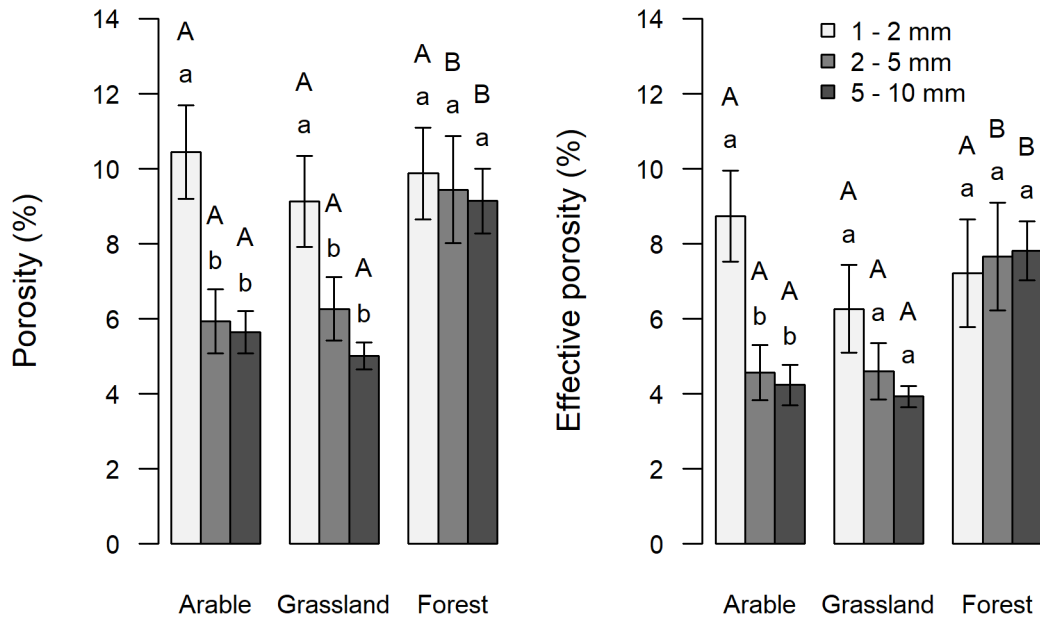 Porosity (%)
14
12
10
8
6
4
2
0
A
a
A
b
A
b
A
a
A
b
A
b
A
a
B
a
B
a
Arable
Grassland
Forest
Effective porosity (%)
14
12
10
8
6
4
2
0
1 - 2 mm
2 - 5 mm
5 - 10 mm
A
a
A
b
A
b
A
a
A
a
A
a
A
a
B
a
B
a
Arable
Grassland
Forest